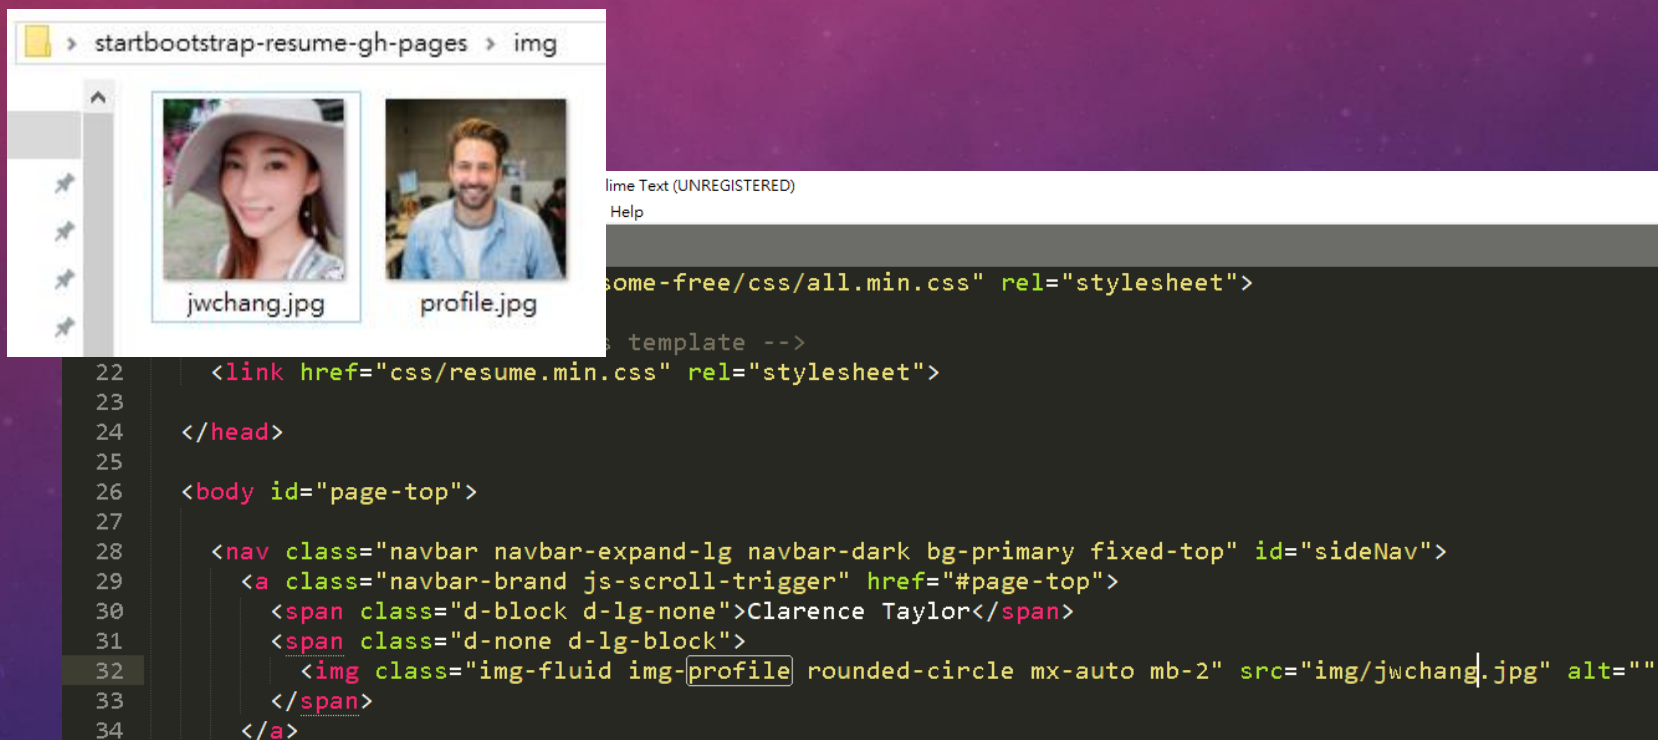 startbootstrap-resume-gh-pages > img
jwchang.jpg
profile.jpg
lime Text (UNREGISTERED)
Help
some-free/css/all.min.css" rel="stylesheet">
template -->
22 <link href="css/resume.min.css" rel="stylesheet">
23
24 </head>
25
26 <body id="page-top">
27
28 <nav class="navbar navbar-expand-lg navbar-dark bg-primary fixed-top" id="sideNav">
29 <a class="navbar-brand js-scroll-trigger" href="#page-top">
30 <span class="d-block d-lg-none">Clarence Taylor</span>
31 <span class="d-none d-lg-block">
32 <img class="img-fluid img-profile rounded-circle mx-auto mb-2" src="img/jwchang.jpg" alt=""
33 </span>
34 </a>